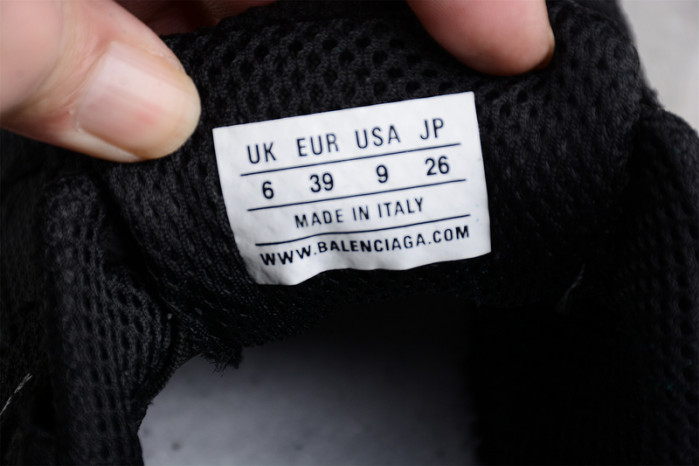 UK EUR USA JP
6 39 9 26
MADE IN ITALY
WWW.BALENCIAGA.COM